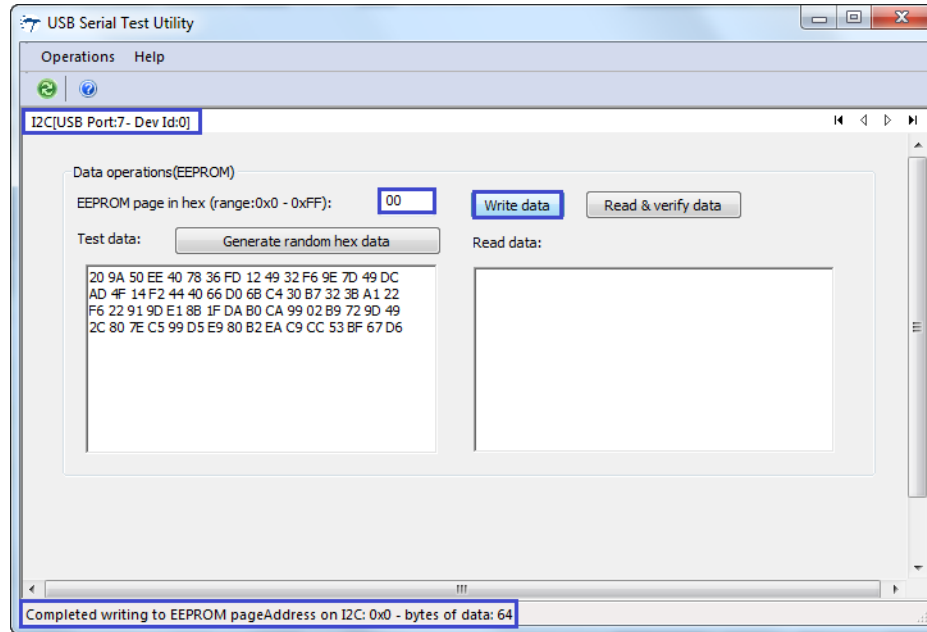 USB Serial Test Utility
Operations Help
I2C[USB Port:7- Dev Id:0]
Data operations(EEPROM)
EEPROM page in hex (range:0x0 - 0xFF): 00 Write data Read & verify data
Test data: Generate random hex data Read data:
20 9A 50 EE 40 78 36 FD 12 49 32 F6 9E 7D 49 DC
AD 4F 14 F2 44 40 66 D0 6B C4 30 B7 32 3B A1 22
F6 22 91 9D E1 8B 1F DA B0 CA 99 02 B9 72 9D 49
2C 80 7E C5 99 D5 E9 80 B2 EA C9 CC 53 BF 67 D6
Completed writing to EEPROM pageAddress on I2C: 0x0 - bytes of data: 64